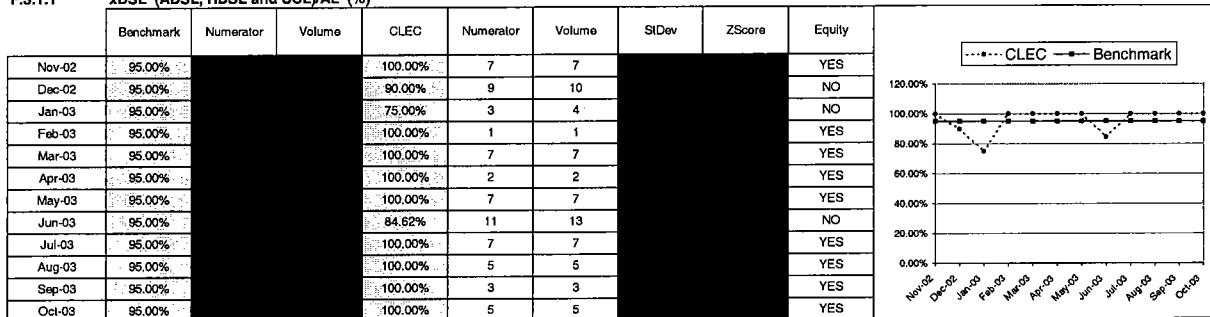 F.3.1.1 xDSL (ADSL, HDSL and UCL)/AL (%)
Benchmark Numerator Volume CLEC Numerator Volume StDev ZScore Equity
Nov-02 95.00% 100.00% 7 7 YES
Dec-02 95.00% 90.00% 9 10 NO
Jan-03 95.00% 75.00% 3 4 NO
Feb-03 95.00% 100.00% 1 1 YES
Mar-03 95.00% 100.00% 7 7 YES
Apr-03 95.00% 100.00% 2 2 YES
May-03 95.00% 100.00% 7 7 YES
Jun-03 95.00% 84.62% 11 13 NO
Jul-03 95.00% 100.00% 7 7 YES
Aug-03 95.00% 100.00% 5 5 YES
Sep-03 95.00% 100.00% 3 3 YES
Oct-03 95.00% 100.00% 5 5 YES
CLEC Benchmark
120.00%
100.00%
80.00%
60.00%
40.00%
20.00%
0.00%
Nov-02 Dec-02 Jan-03 Feb-03 Mar-03 Apr-03 May-03 Jun-03 Jul-03 Aug-03 Sep-03 Oct-03